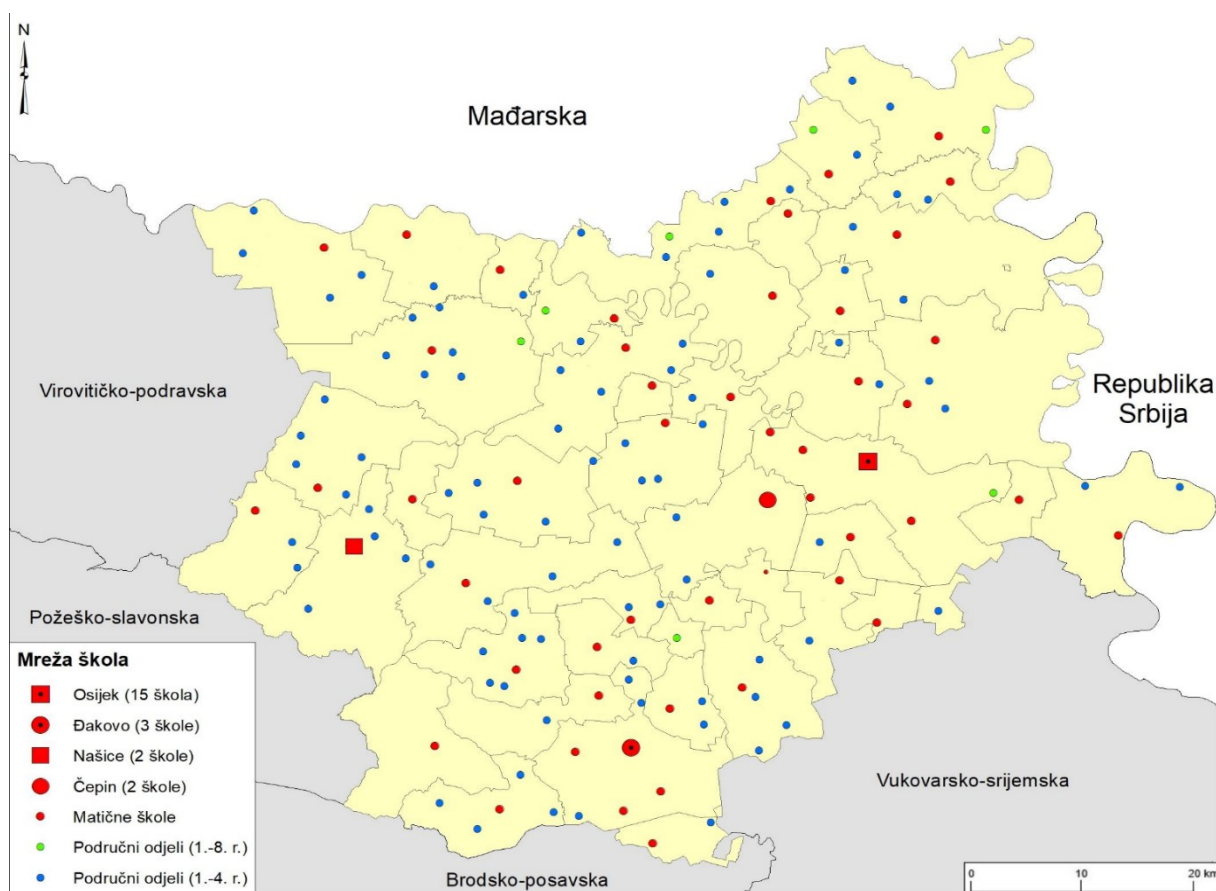 N
Mađarska
Virovitičko-podravska
Republika
Srbija
Požeško-slavonska
Mreža škola
Osijek (15 škola)
Đakovo (3 škole)
Našice (2 škole)
Čepin (2 škole)
Matične škole
Područni odjeli (1.-8. r.)
Područni odjeli (1.-4. r.)
Vukovarsko-srijemska
Brodsko-posavska
0 10 20 km